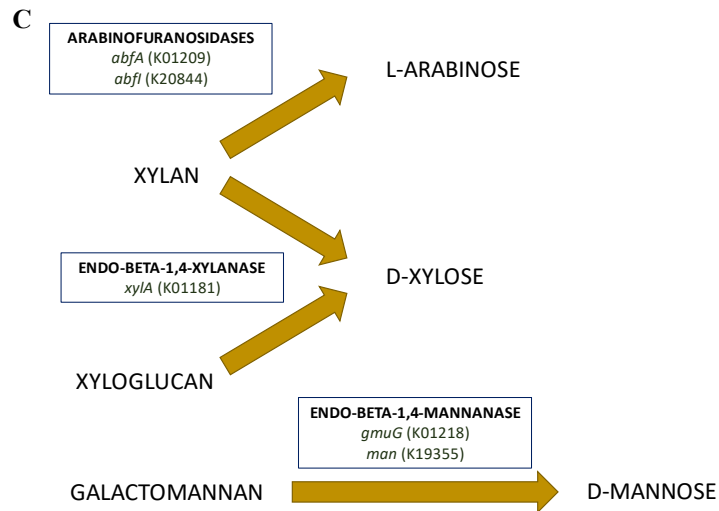 C
ARABINOFURANOSIDASES
abfA (K01209)
abfI (K20844)
L-ARABINOSE
XYLAN
ENDO-BETA-1,4-XYLANASE
xylA (K01181)
D-XYLOSE
XYLOGLUCAN
ENDO-BETA-1,4-MANNANASE
gmuG (K01218)
man (K19355)
GALACTOMANNAN
D-MANNOSE